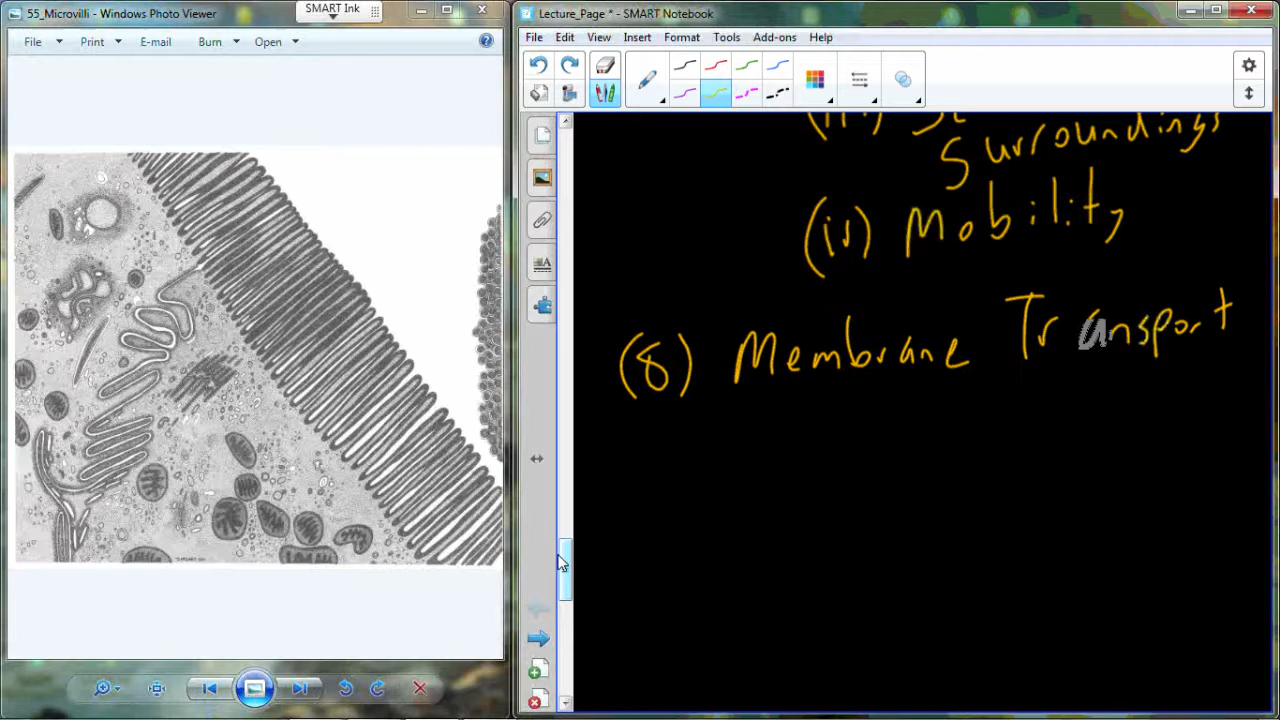 55_Microvilli - Windows Photo Viewer
SMART Ink
File Print E-mail Burn Open
Lecture_Page * - SMART Notebook
File Edit View Insert Format Tools Add-ons Help
Surroundings
(iv) Mobility
(8) Membrane Transport